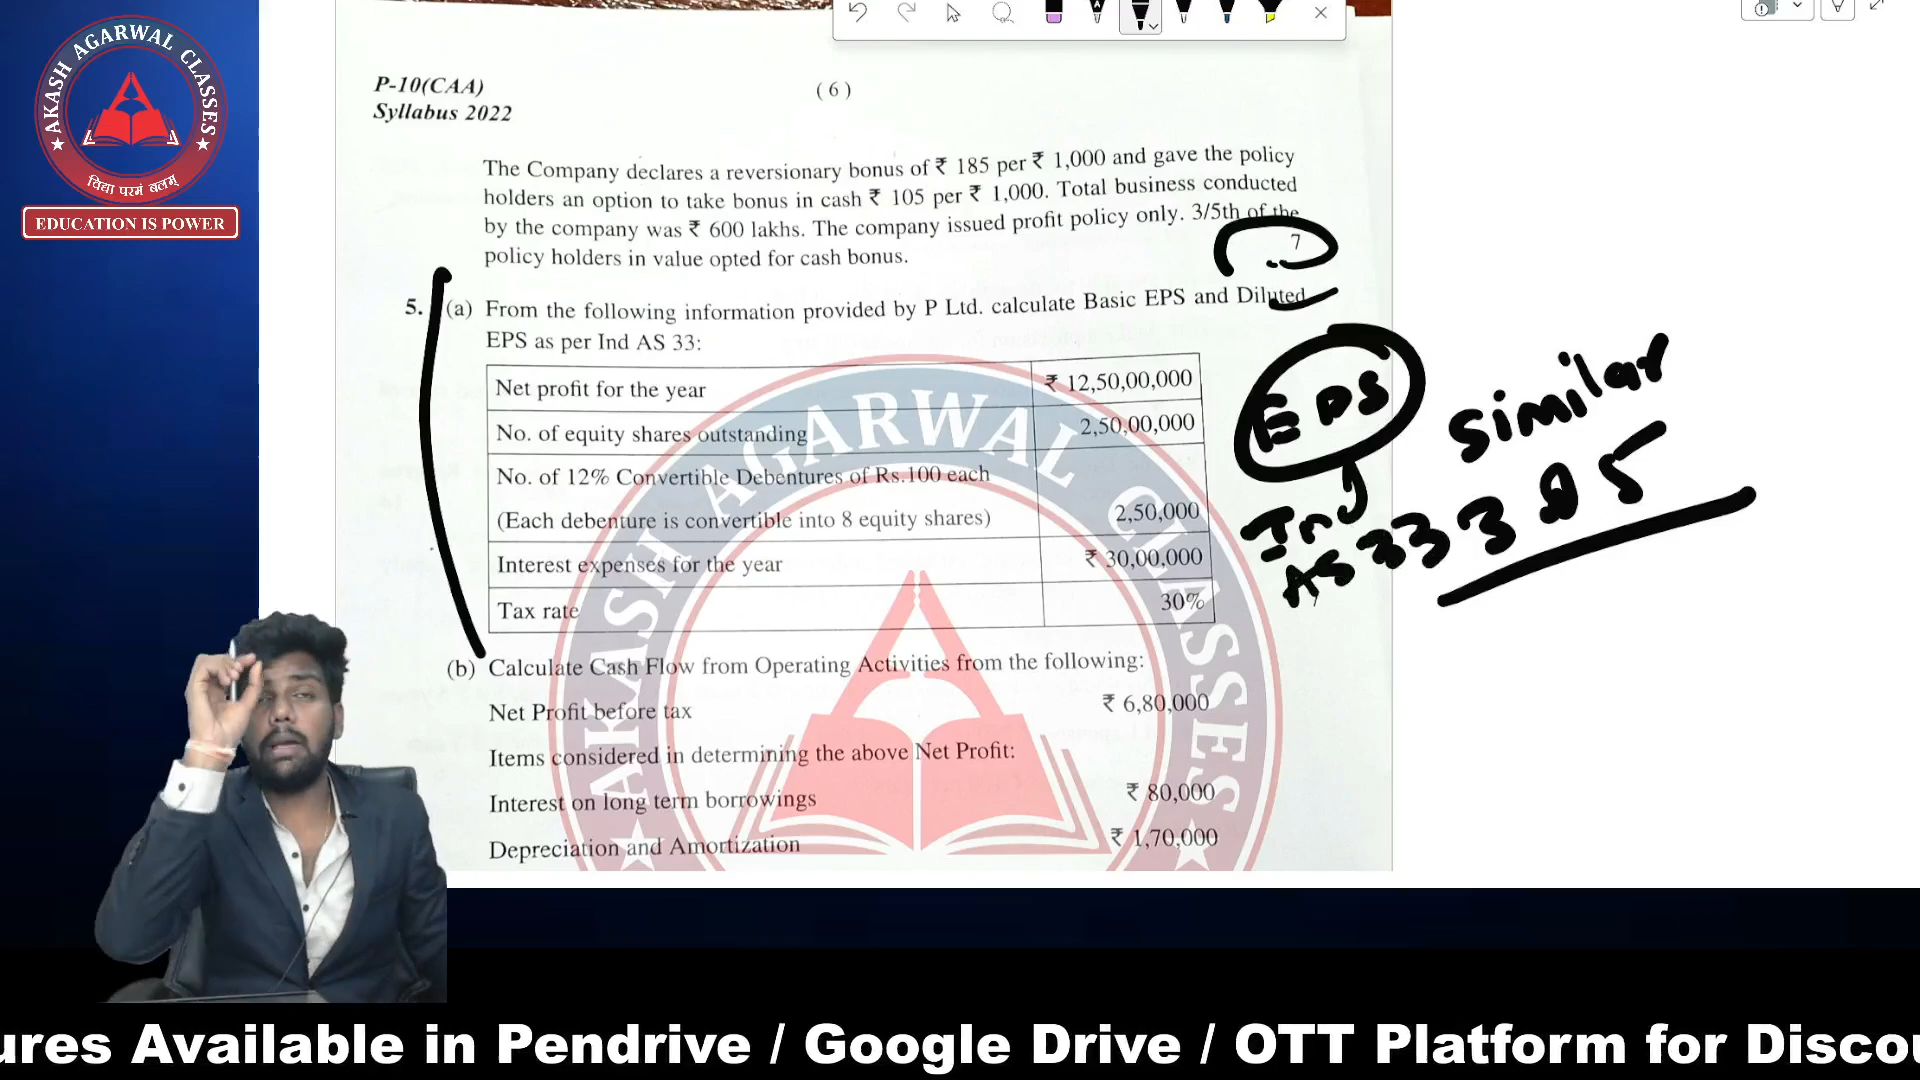 AKASH AGARWAL CLASSES
विद्या परमं बलम्
EDUCATION IS POWER
P-10(CAA)
Syllabus 2022
( 6 )
The Company declares a reversionary bonus of ₹ 185 per ₹ 1,000 and gave the policy
holders an option to take bonus in cash ₹ 105 per ₹ 1,000. Total business conducted
by the company was ₹ 600 lakhs. The company issued profit policy only. 3/5th of the
policy holders in value opted for cash bonus.
7
5. (a) From the following information provided by P Ltd. calculate Basic EPS and Diluted
EPS as per Ind AS 33:
Net profit for the year ₹ 12,50,00,000
No. of equity shares outstanding 2,50,00,000
No. of 12% Convertible Debentures of Rs.100 each
(Each debenture is convertible into 8 equity shares) 2,50,000
Interest expenses for the year ₹ 30,00,000
Tax rate 30%
EPS
Similar
Ind
AS 33
(b) Calculate Cash Flow from Operating Activities from the following:
Net Profit before tax ₹ 6,80,000
Items considered in determining the above Net Profit:
Interest on long term borrowings ₹ 80,000
Depreciation and Amortization ₹ 1,70,000
AKASH AGARWAL CLASSES
ures Available in Pendrive / Google Drive / OTT Platform for Discou